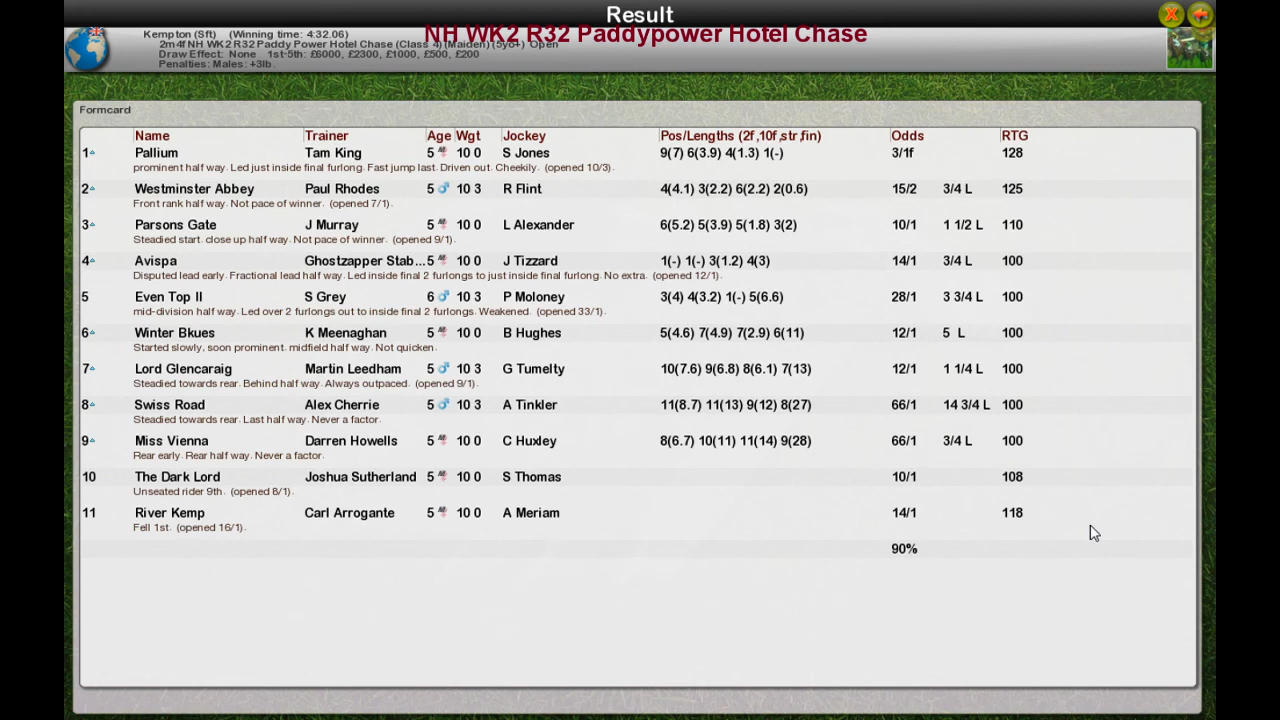 Result
NH WK2 R32 Paddypower Hotel Chase
Kempton (Sft) (Winning time: 4:32.06)
2m4f NH WK2 R32 Paddy Power Hotel Chase (Class 4)(Maiden) (5yo+) Open
Draw Effect: None 1st-5th: £6000, £2300, £1000, £500, £200
Penalties: Males: +3lb.
Formcard
Name Trainer Age Wgt Jockey Pos/Lengths (2f,10f,str,fin) Odds RTG
1 Pallium Tam King 5 10 0 S Jones 9(7) 6(3.9) 4(1.3) 1(-) 3/1f 128
prominent half way. Led just inside final furlong. Fast jump last. Driven out. Cheekily. (opened 10/3).
2 Westminster Abbey Paul Rhodes 5 10 3 R Flint 4(4.1) 3(2.2) 6(2.2) 2(0.6) 15/2 3/4 L 125
Front rank half way. Not pace of winner. (opened 7/1).
3 Parsons Gate J Murray 5 10 0 L Alexander 6(5.2) 5(3.9) 5(1.8) 3(2) 10/1 1 1/2 L 110
Steadied start. close up half way. Not pace of winner. (opened 9/1).
4 Avispa Ghostzapper Stab... 5 10 0 J Tizzard 1(-) 1(-) 3(1.2) 4(3) 14/1 3/4 L 100
Disputed lead early. Fractional lead half way. Led inside final 2 furlongs to just inside final furlong. No extra. (opened 12/1).
5 Even Top II S Grey 6 10 3 P Moloney 3(4) 4(3.2) 1(-) 5(6.6) 28/1 3 3/4 L 100
mid-division half way. Led over 2 furlongs out to inside final 2 furlongs. Weakened. (opened 33/1).
6 Winter Bkues K Meenaghan 5 10 0 B Hughes 5(4.6) 7(4.9) 7(2.9) 6(11) 12/1 5 L 100
Started slowly, soon prominent. midfield half way. Not quicken.
7 Lord Glencaraig Martin Leedham 5 10 3 G Tumelty 10(7.6) 9(6.8) 8(6.1) 7(13) 12/1 1 1/4 L 100
Steadied towards rear. Behind half way. Always outpaced. (opened 9/1).
8 Swiss Road Alex Cherrie 5 10 3 A Tinkler 11(8.7) 11(13) 9(12) 8(27) 66/1 14 3/4 L 100
Steadied towards rear. Last half way. Never a factor.
9 Miss Vienna Darren Howells 5 10 0 C Huxley 8(6.7) 10(11) 11(14) 9(28) 66/1 3/4 L 100
Rear early. Rear half way. Never a factor.
10 The Dark Lord Joshua Sutherland 5 10 0 S Thomas 10/1 108
Unseated rider 9th. (opened 8/1).
11 River Kemp Carl Arrogante 5 10 0 A Meriam 14/1 118
Fell 1st. (opened 16/1).
90%